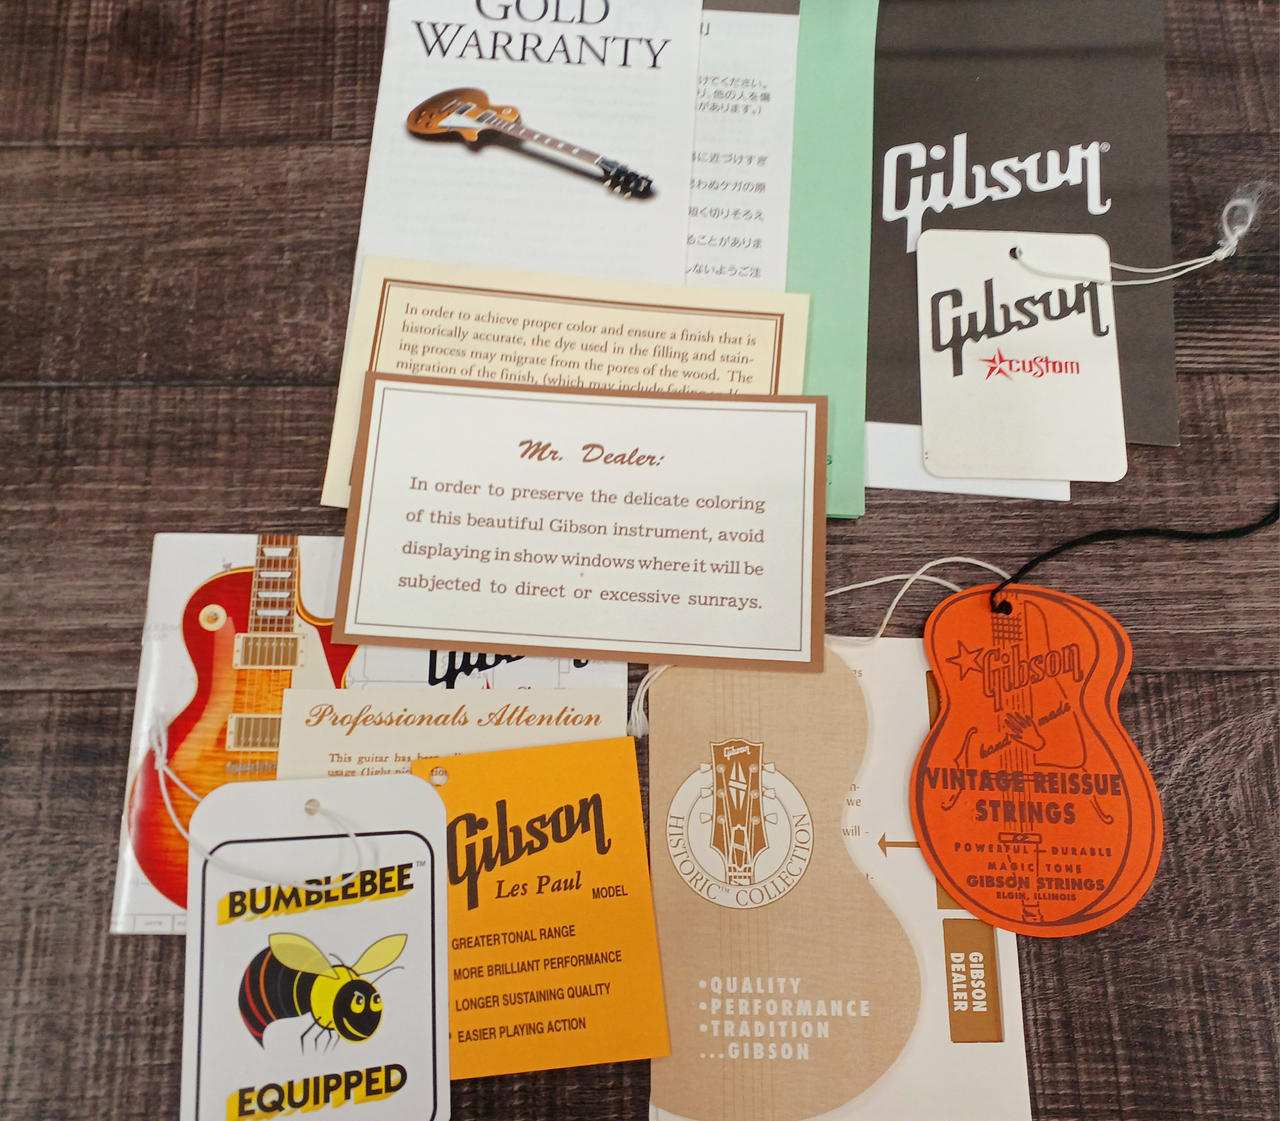 GOLD
WARRANTY
けてください。
り、他の人を傷
があります。)
に近づけすぎ
わぬケガの原
短く切りそろえ
ることがありま
しないようご注
Gibson®
Gibson
CUSTOM
In order to achieve proper color and ensure a finish that is
historically accurate, the dye used in the filling and stain-
ing process may migrate from the pores of the wood. The
migration of the finish, (which may include fading
Mr. Dealer:
In order to preserve the delicate coloring
of this beautiful Gibson instrument, avoid
displaying in show windows where it will be
subjected to direct or excessive sunrays.
Professionals Attention
This guitar has
usage (light
BUMBLEBEE™
EQUIPPED
Gibson
Les Paul MODEL
GREATER TONAL RANGE
MORE BRILLIANT PERFORMANCE
LONGER SUSTAINING QUALITY
EASIER PLAYING ACTION
Gibson
HISTORIC™ COLLECTION
•QUALITY
•PERFORMANCE
•TRADITION
...GIBSON
we
will -
GIBSON
DEALER
Gibson
hand made
VINTAGE REISSUE
STRINGS
POWERFUL - DURABLE
MAGIC TONE
GIBSON STRINGS
ELGIN, ILLINOIS